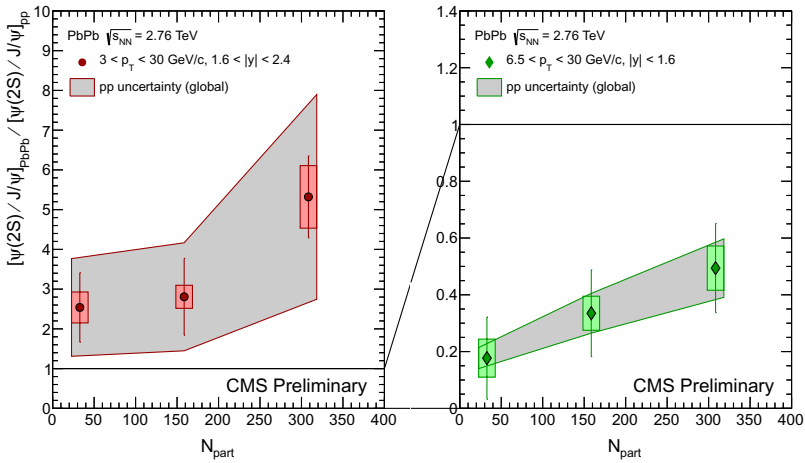 [ψ(2S) / J/ψ]PbPb / [ψ(2S) / J/ψ]pp
10
9
8
7
6
5
4
3
2
1
0
PbPb √sNN = 2.76 TeV
3 < pT < 30 GeV/c, 1.6 < |y| < 2.4
pp uncertainty (global)
CMS Preliminary
0 50 100 150 200 250 300 350 400
Npart
1.4
1.2
1
0.8
0.6
0.4
0.2
0
PbPb √sNN = 2.76 TeV
6.5 < pT < 30 GeV/c, |y| < 1.6
pp uncertainty (global)
CMS Preliminary
0 50 100 150 200 250 300 350 400
Npart